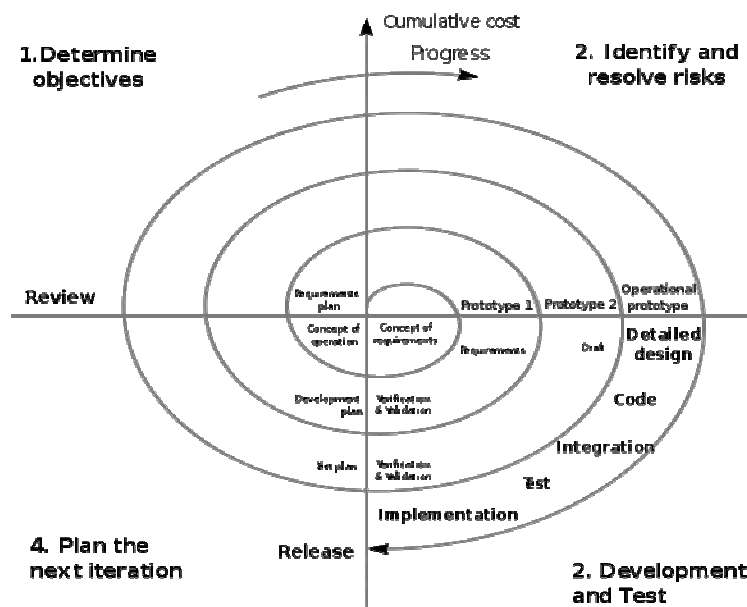 Cumulative cost
Progress
1.Determine
objectives
2. Identify and
resolve risks
Review
Requirements
plan
Prototype 1
Prototype 2
Operational
prototype
Concept of
operation
Concept of
requirements
Requirements
Detailed
design
Development
plan
Verification
& Validation
Code
Integration
Test
plan
Verification
& Validation
Test
Implementation
Release
4. Plan the
next iteration
2. Development
and Test